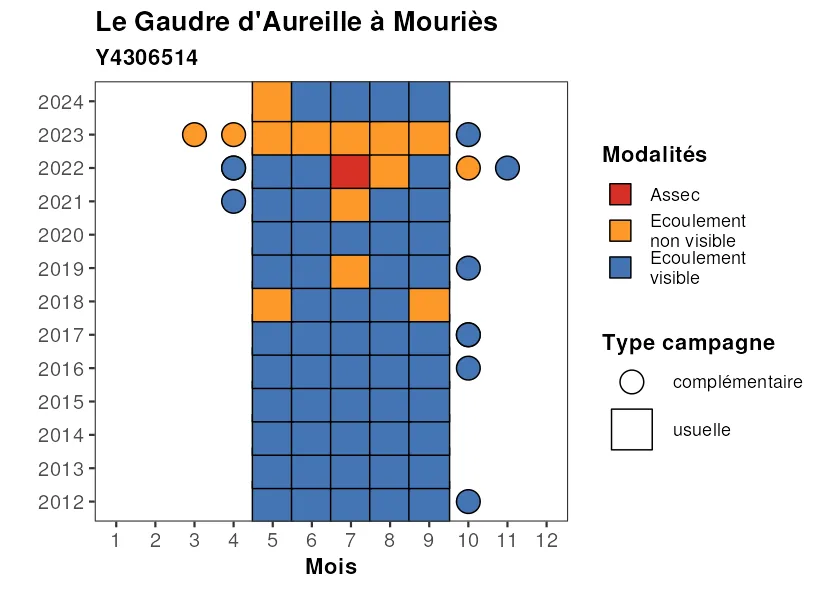 Le Gaudre d'Aureille à Mouriès
Y4306514
2024
2023
2022
2021
2020
2019
2018
2017
2016
2015
2014
2013
2012
1 2 3 4 5 6 7 8 9 10 11 12
Mois
Modalités
Assec
Ecoulement
non visible
Ecoulement
visible
Type campagne
complémentaire
usuelle